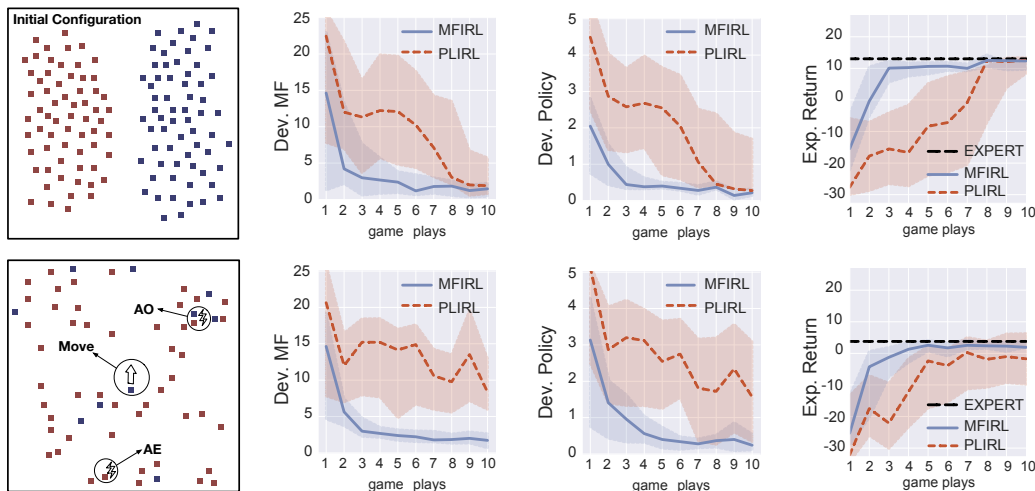 Initial Configuration
25
20
15
10
5
0
Dev. MF
MFIRL
PLIRL
1 2 3 4 5 6 7 8 9 10
game plays
5
4
3
2
1
0
Dev. Policy
MFIRL
PLIRL
1 2 3 4 5 6 7 8 9 10
game plays
20
10
0
-10
-20
-30
Exp. Return
EXPERT
MFIRL
PLIRL
1 2 3 4 5 6 7 8 9 10
game plays
AO
Move
AE
25
20
15
10
5
0
Dev. MF
MFIRL
PLIRL
1 2 3 4 5 6 7 8 9 10
game plays
5
4
3
2
1
0
Dev. Policy
MFIRL
PLIRL
1 2 3 4 5 6 7 8 9 10
game plays
20
10
0
-10
-20
-30
Exp. Return
EXPERT
MFIRL
PLIRL
1 2 3 4 5 6 7 8 9 10
game plays